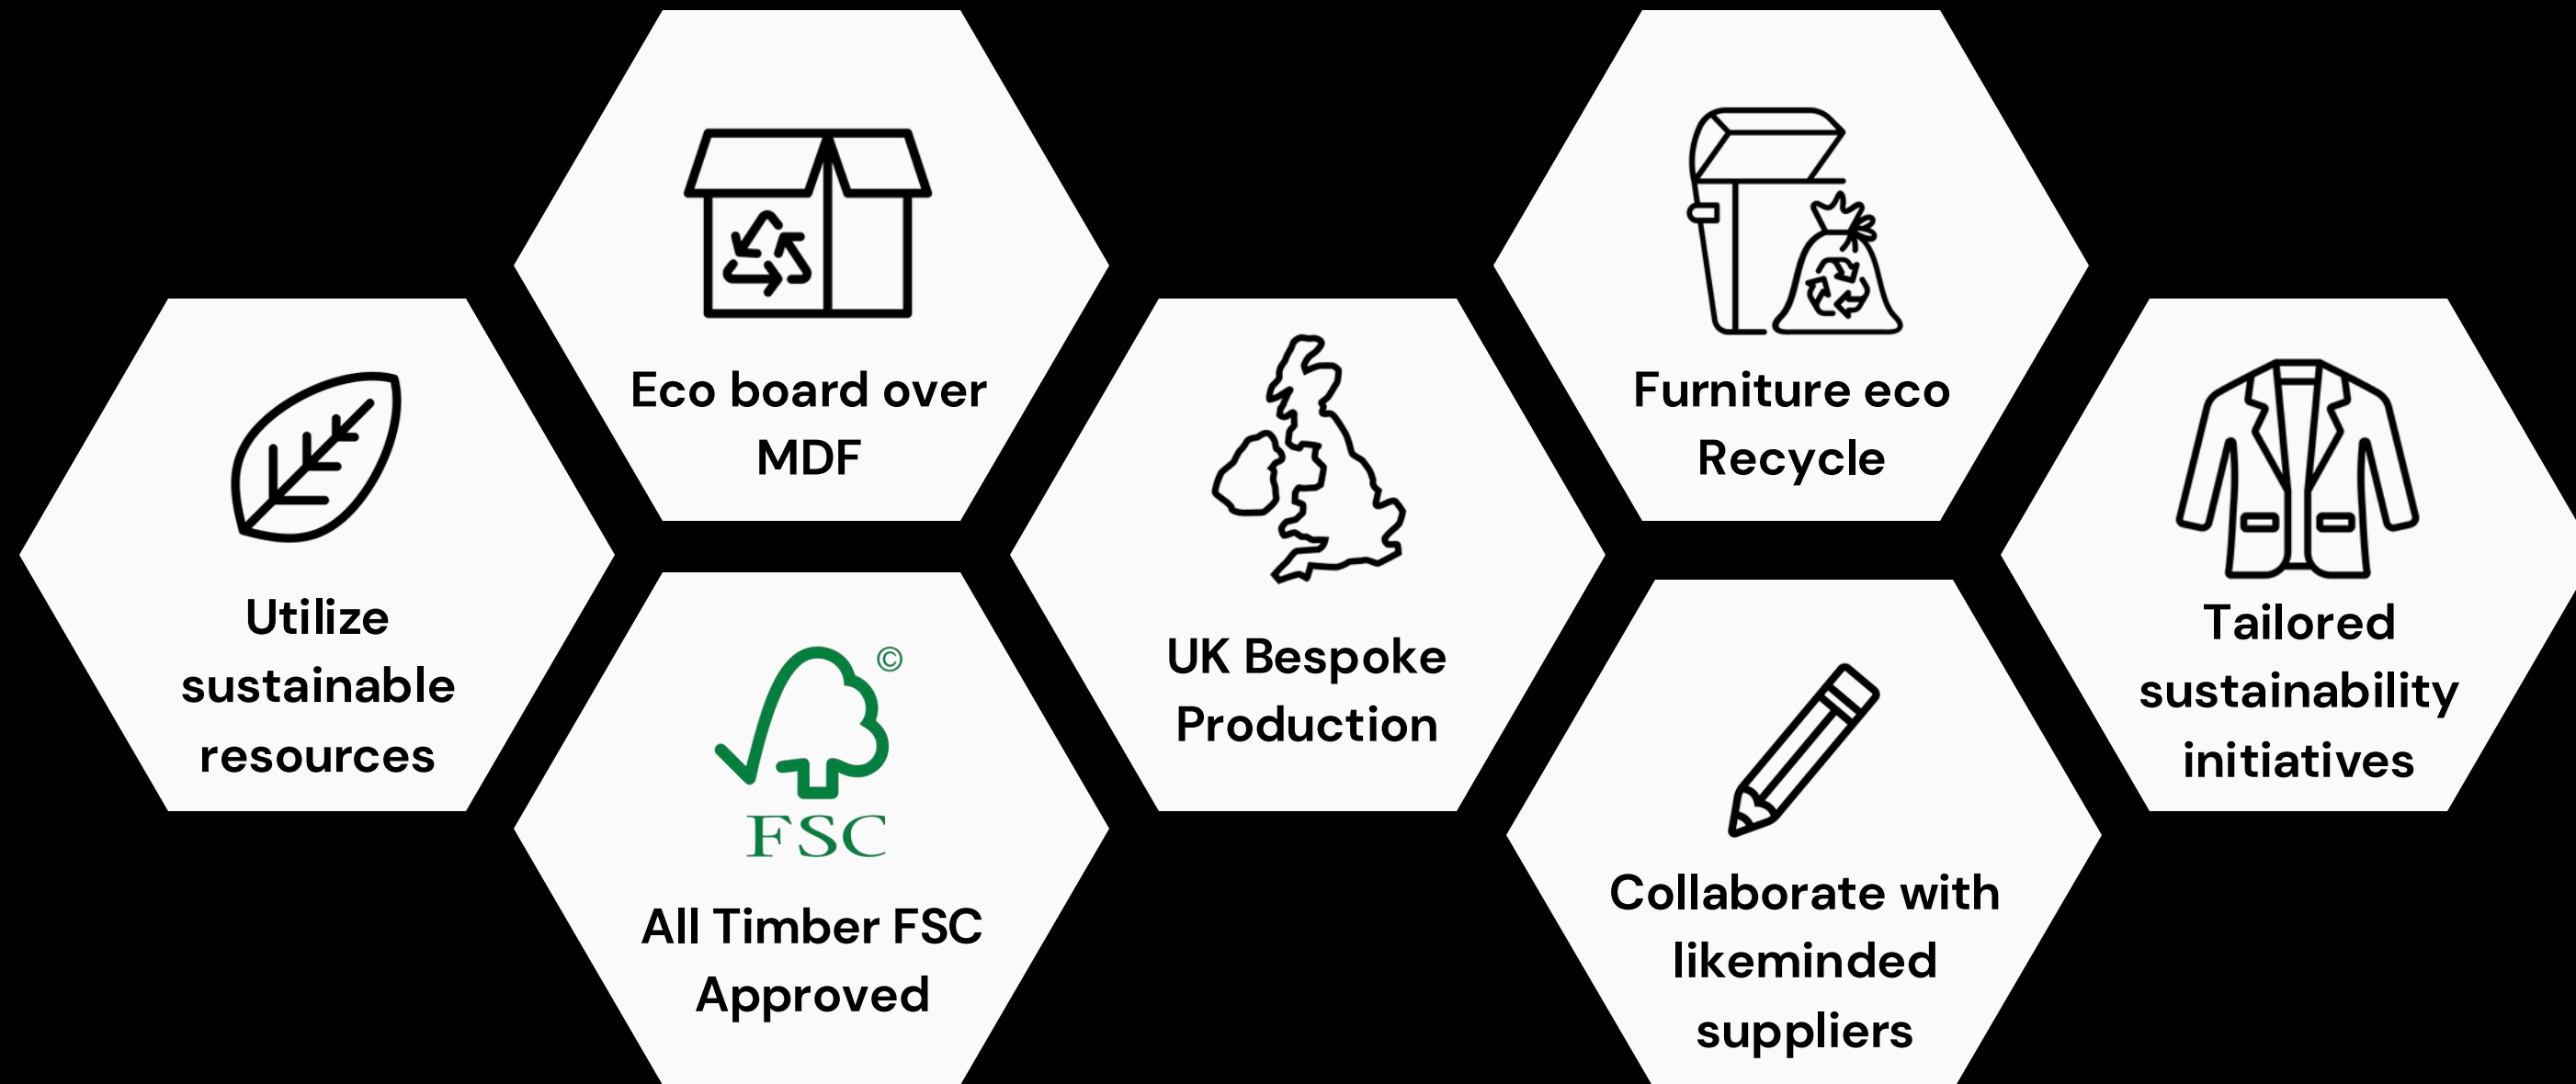 Utilize
sustainable
resources
Eco board over
MDF
©
FSC
All Timber FSC
Approved
UK Bespoke
Production
Furniture eco
Recycle
Collaborate with
likeminded
suppliers
Tailored
sustainability
initiatives